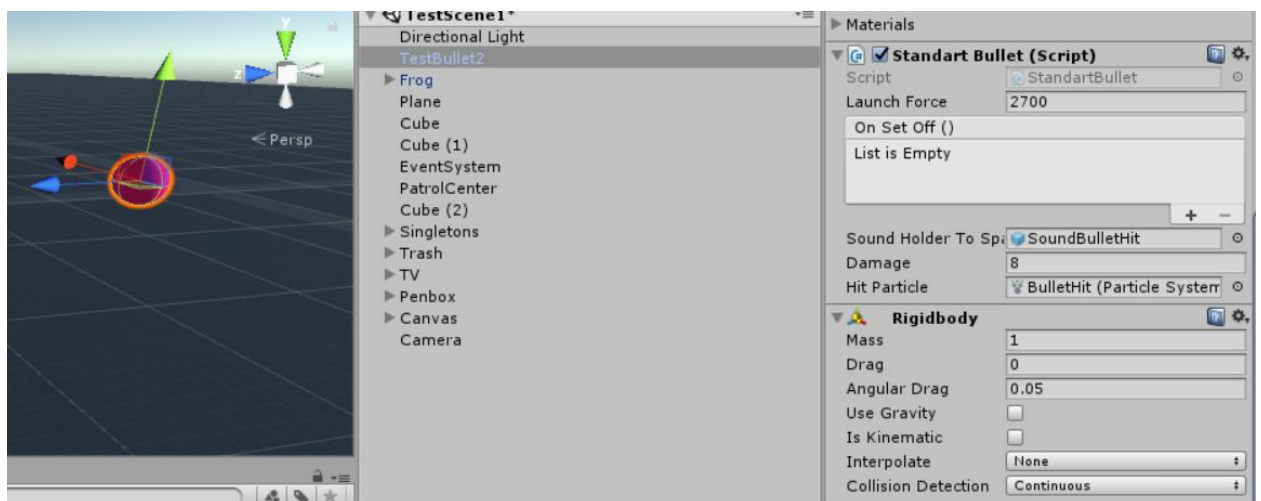 y
z
Persp
TestScene1*
Directional Light
TestBullet2
Frog
Plane
Cube
Cube (1)
EventSystem
PatrolCenter
Cube (2)
Singletons
Trash
TV
Penbox
Canvas
Camera
Materials
Standart Bullet (Script)
Script StandartBullet
Launch Force 2700
On Set Off ()
List is Empty
+ −
Sound Holder To Spa SoundBulletHit
Damage 8
Hit Particle BulletHit (Particle System
Rigidbody
Mass 1
Drag 0
Angular Drag 0.05
Use Gravity
Is Kinematic
Interpolate None
Collision Detection Continuous